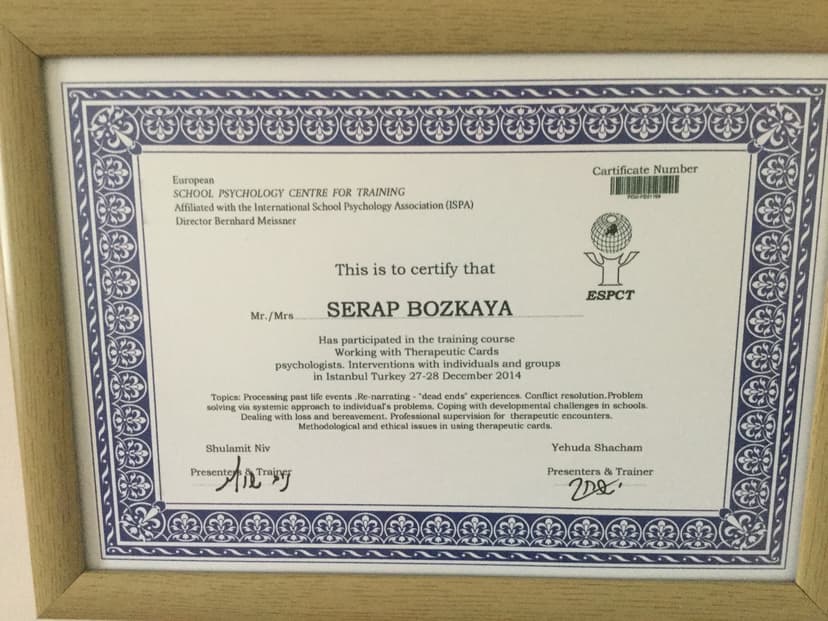 European
SCHOOL PSYCHOLOGY CENTRE FOR TRAINING
Affiliated with the International School Psychology Association (ISPA)
Director Bernhard Meissner
Certificate Number
ESPCT
This is to certify that
Mr./Mrs SERAP BOZKAYA
Has participated in the training course
Working with Therapeutic Cards
psychologists. Interventions with individuals and groups
in Istanbul Turkey 27-28 December 2014
Topics: Processing past life events .Re-narrating - "dead ends" experiences. Conflict resolution.Problem
solving via systemic approach to individual's problems. Coping with developmental challenges in schools.
Dealing with loss and bereavement. Professional supervision for therapeutic encounters.
Methodological and ethical issues in using therapeutic cards.
Shulamit Niv
Presenters & Trainer
Yehuda Shacham
Presenters & Trainer